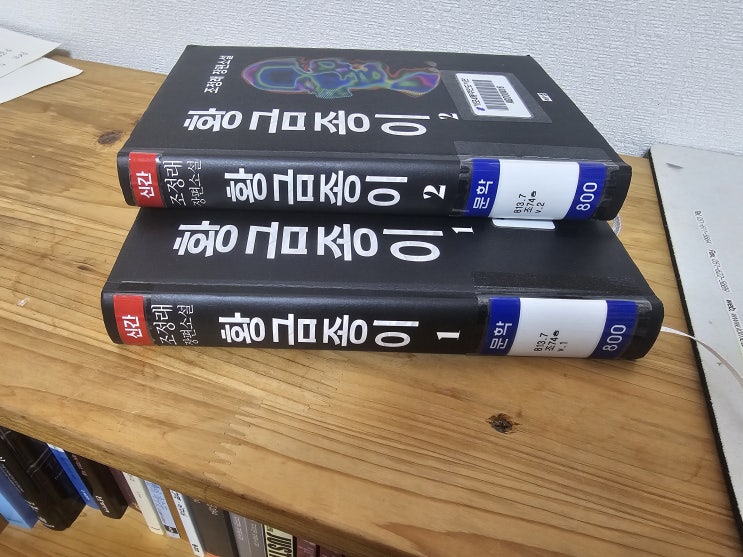 조정래 장편소설
황금종이
2
신간
조정래
장편소설
황금종이
2
문학
813.7
조74ㅎ
v.2
800
황금종이
1
신간
조정래
장편소설
황금종이
1
문학
813.7
조74ㅎ
v.1
800